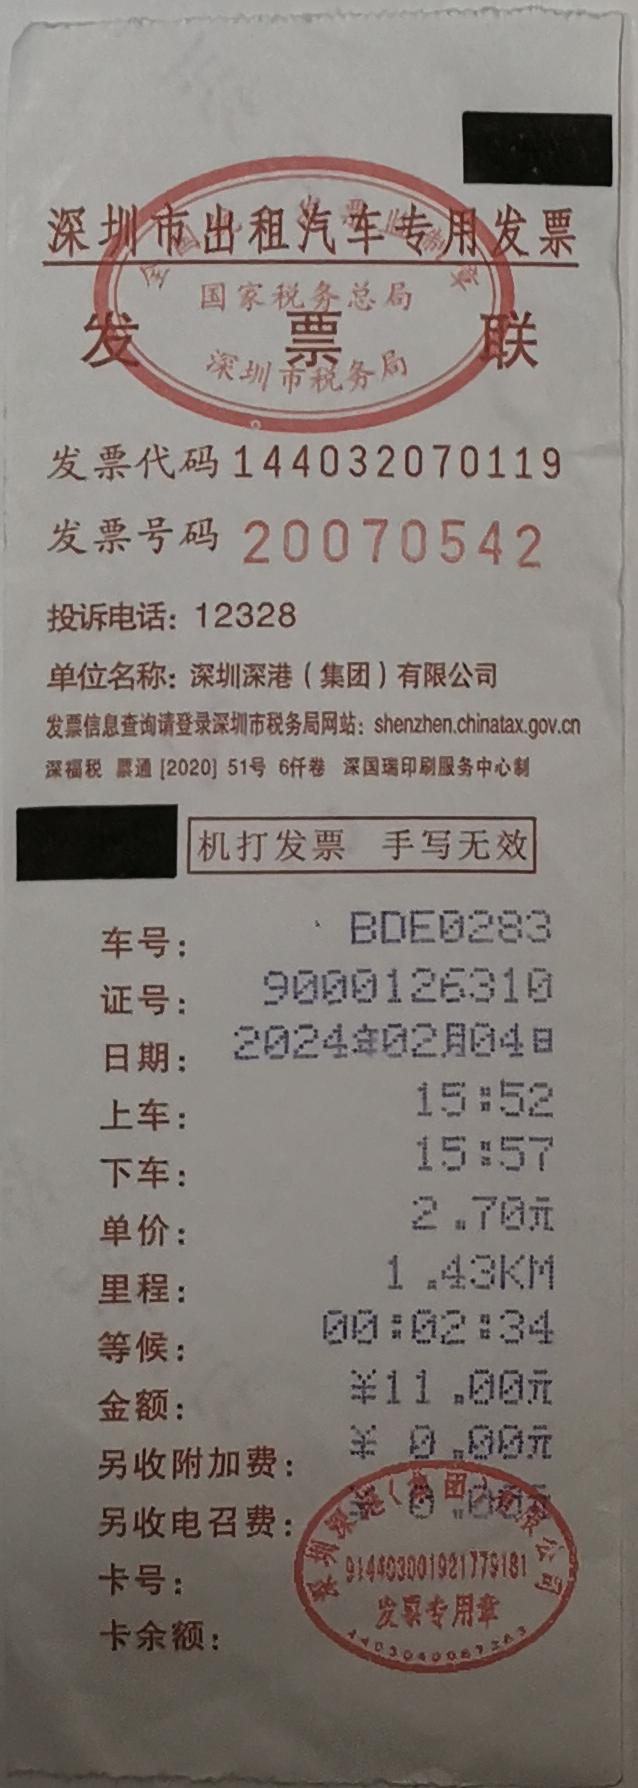 深圳市出租汽车专用发票
全国统一发票监制章
国家税务总局
发 票 联
深圳市税务局
发票代码 144032070119
发票号码 20070542
投诉电话: 12328
单位名称: 深圳深港(集团)有限公司
发票信息查询请登录深圳市税务局网站: shenzhen.chinatax.gov.cn
深福税 票通 [2020] 51号 6仟卷 深国瑞印刷服务中心制
机打发票 手写无效
车号: BDE0283
证号: 9000126310
日期: 2024年02月04日
上车: 15:52
下车: 15:57
单价: 2.70元
里程: 1.43KM
等候: 00:02:34
金额: ¥11.00元
另收附加费: ¥ 0.00元
另收电召费: ¥ 0.00元
卡号:
卡余额:
深圳深港(集团)有限公司
914403001921779181
发票专用章